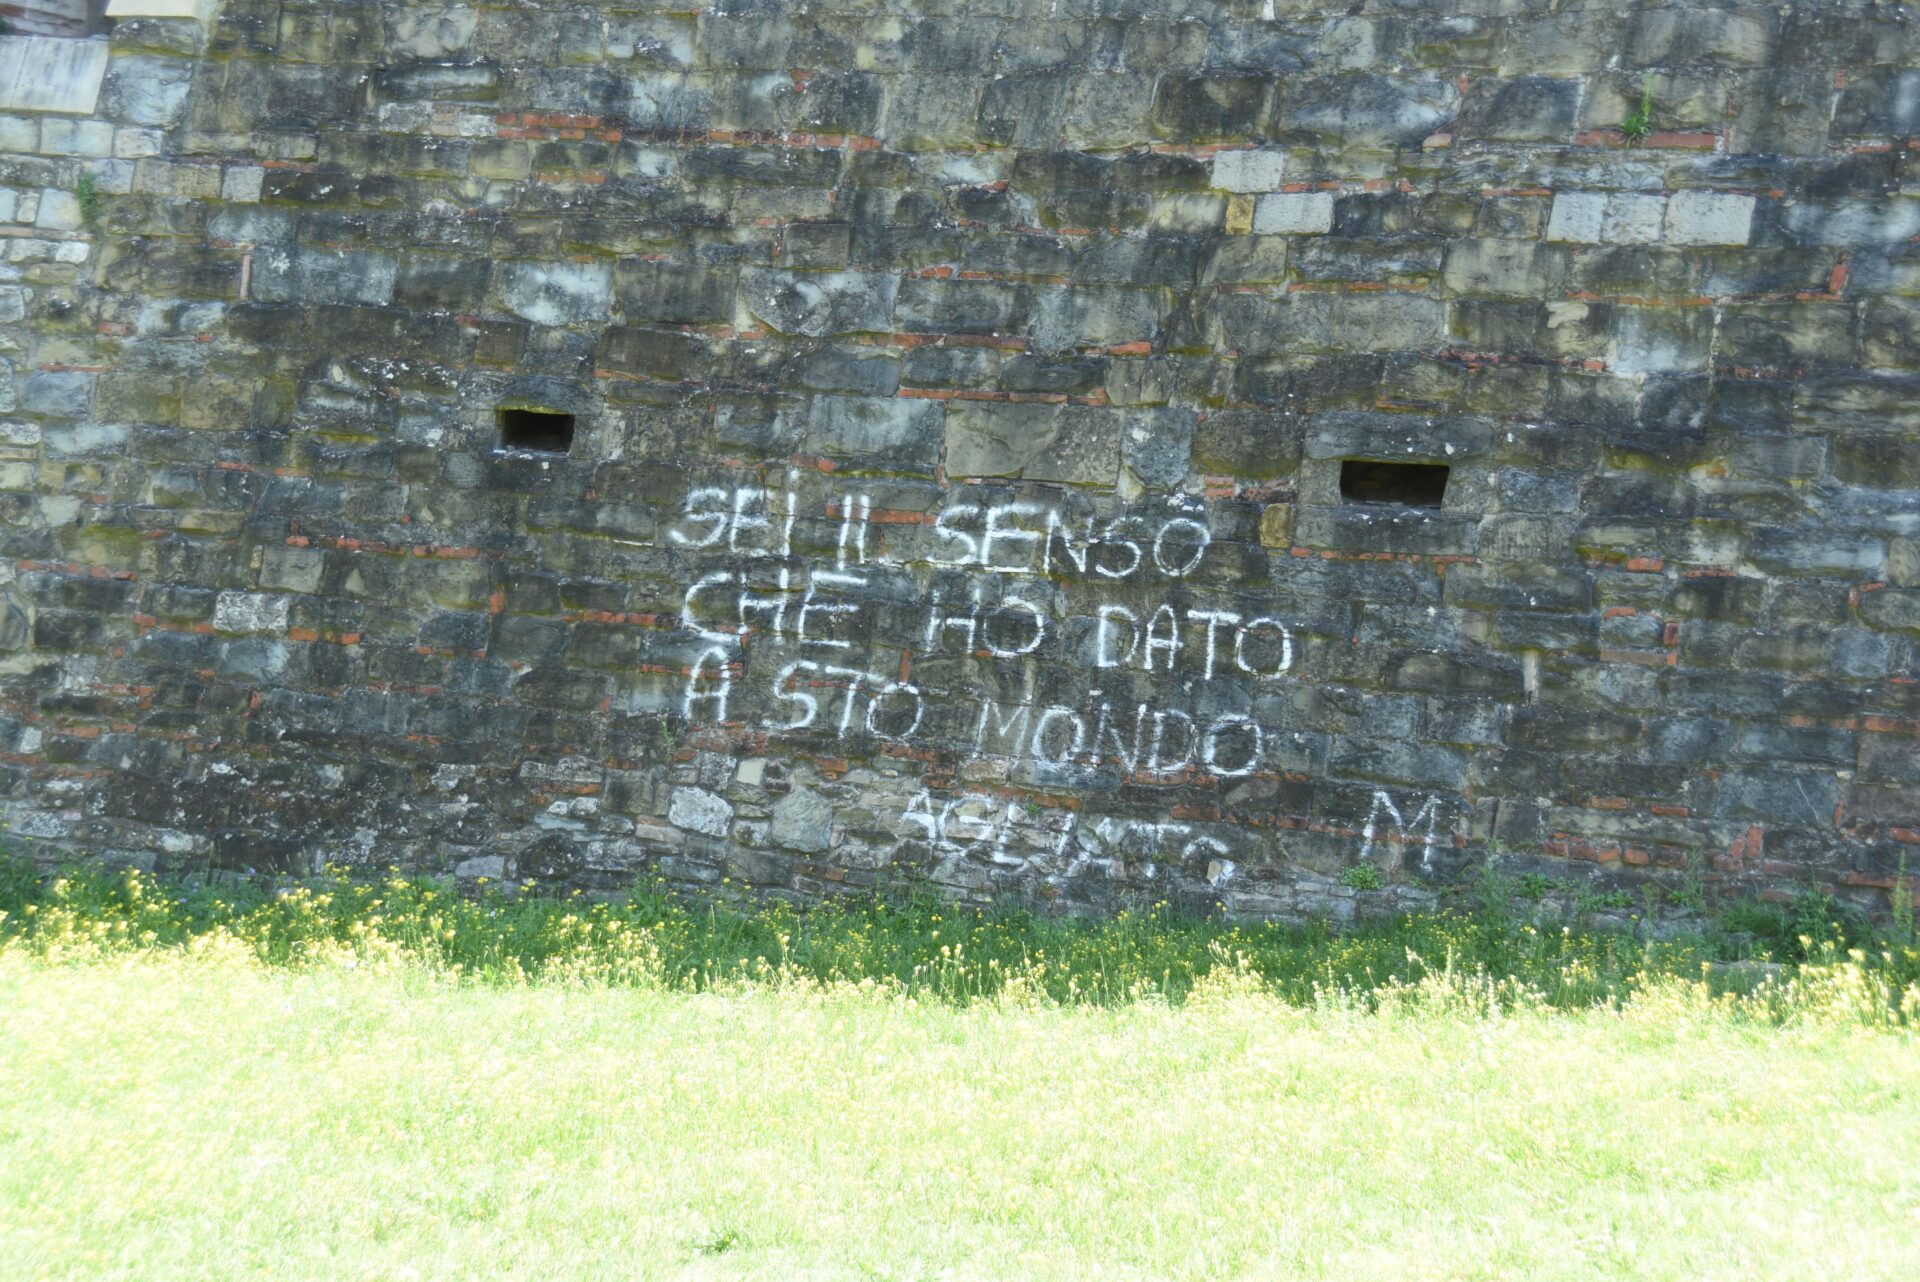 SEI Il SENSO
CHE HO DATO
A STO MONDO
M